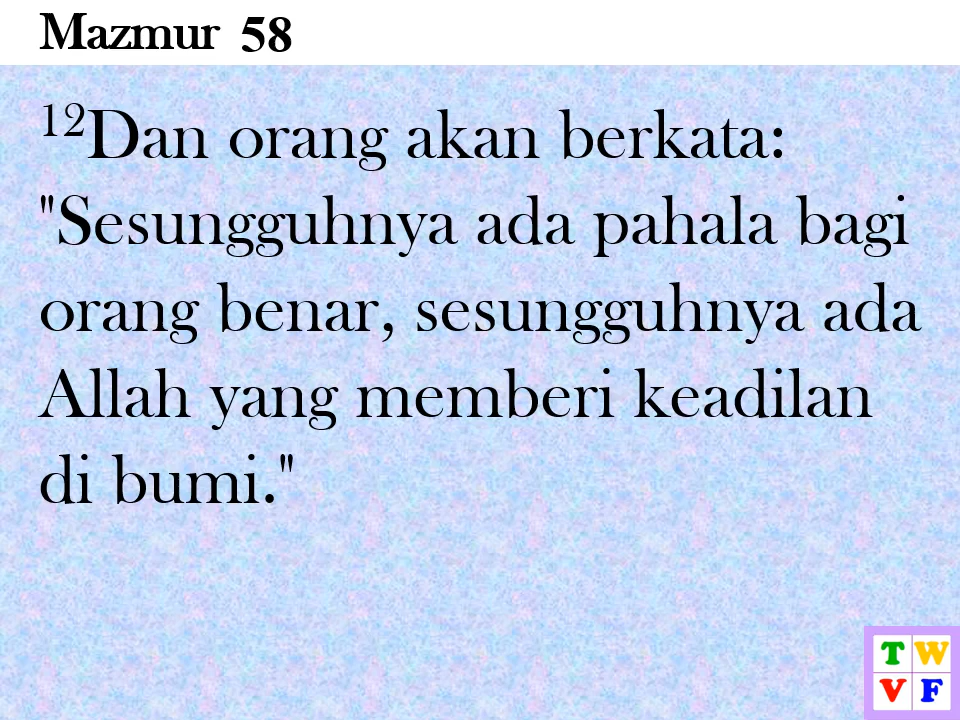 Mazmur 58
12Dan orang akan berkata:
"Sesungguhnya ada pahala bagi
orang benar, sesungguhnya ada
Allah yang memberi keadilan
di bumi."
T W
V F